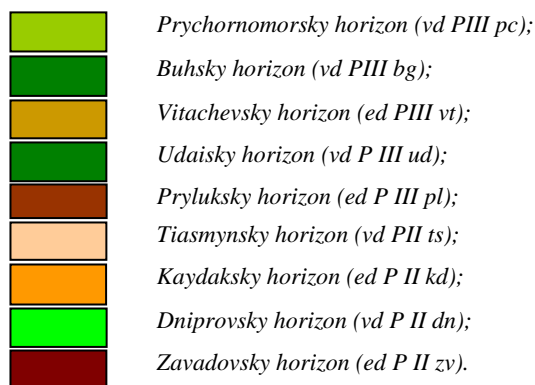 Prychornomorsky horizon (vd PIII pc);
Buhsky horizon (vd PIII bg);
Vitachevsky horizon (ed PIII vt);
Udaisky horizon (vd P III ud);
Pryluksky horizon (ed P III pl);
Tiasmynsky horizon (vd PII ts);
Kaydaksky horizon (ed P II kd);
Dniprovsky horizon (vd P II dn);
Zavadovsky horizon (ed P II zv).